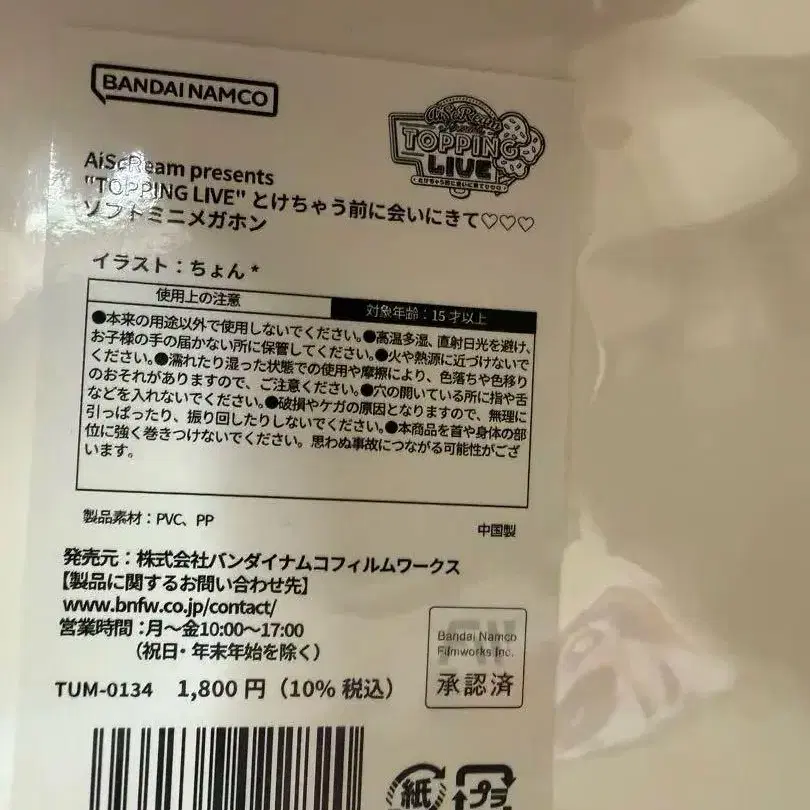 BANDAI NAMCO
AiScReam
presents
TOPPING
LIVE
とけちゃう前に会いにきて♡♡♡
AiScReam presents
"TOPPING LIVE" とけちゃう前に会いにきて♡♡♡
ソフトミニメガホン
イラスト：ちょん*
使用上の注意
対象年齢：15才以上
●本来の用途以外で使用しないでください。●高温多湿、直射日光を避け、
お子様の手の届かない所に保管してください。●火や熱源に近づけないで
ください。●濡れたり湿った状態での使用や摩擦により、色落ちや色移り
のおそれがありますので、ご注意ください。●穴の開いている所に指や舌
などを入れないでください。●破損やケガの原因となりますので、無理に
引っぱったり、振り回したりしないでください。●本商品を首や身体の部
位に強く巻きつけないでください。思わぬ事故につながる可能性がござ
います。
製品素材：PVC、PP
中国製
発売元：株式会社バンダイナムコフィルムワークス
【製品に関するお問い合わせ先】
www.bnfw.co.jp/contact/
営業時間：月～金10:00～17:00
（祝日・年末年始を除く）
Bandai Namco
Filmworks Inc.
承認済
TUM-0134 1,800円（10%税込）
紙
プラ